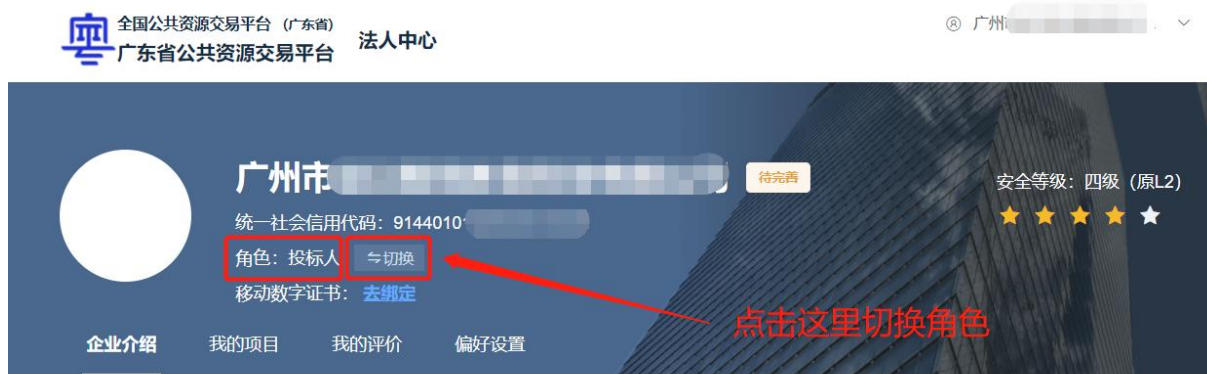 全国公共资源交易平台 (广东省)
广东省公共资源交易平台
法人中心
广州
广州市
待完善
统一社会信用代码：9144010
角色：投标人 ⇋切换
移动数字证书： 去绑定
安全等级：四级（原L2）
点击这里切换角色
企业介绍 我的项目 我的评价 偏好设置